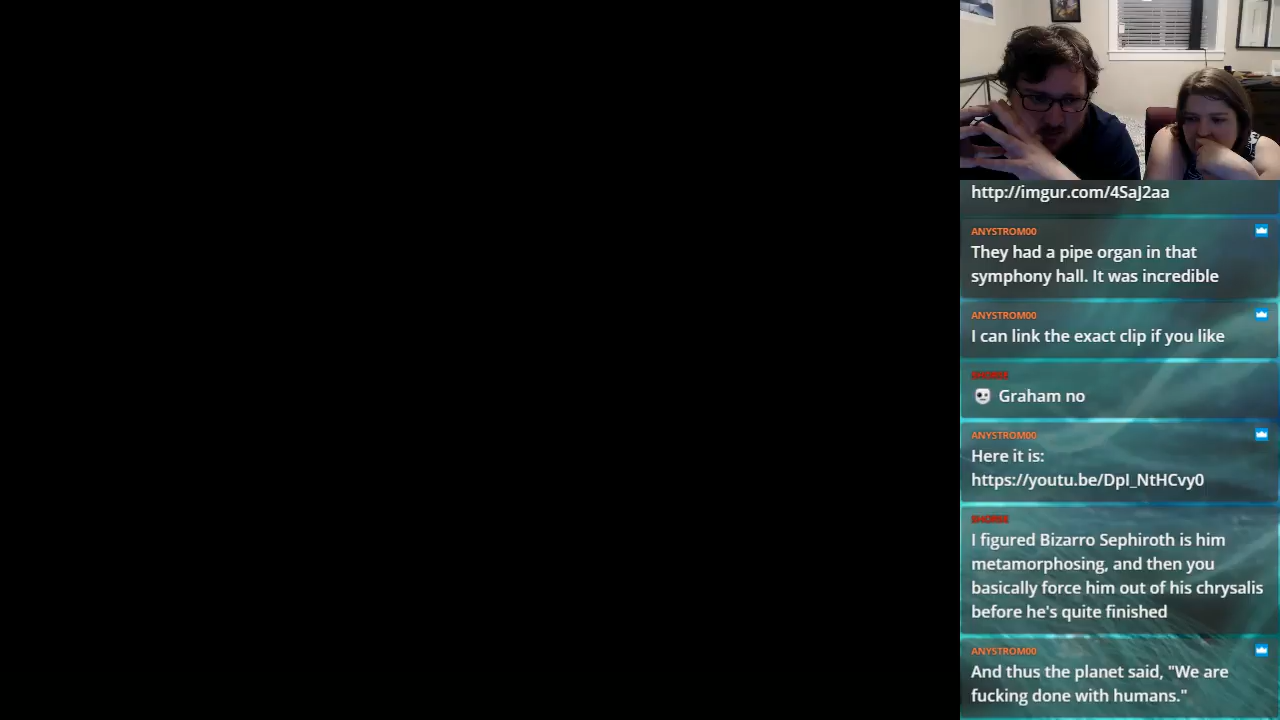 http://imgur.com/4SaJ2aa
ANYSTROM00
They had a pipe organ in that
symphony hall. It was incredible
ANYSTROM00
I can link the exact clip if you like
Graham no
ANYSTROM00
Here it is:
https://youtu.be/DpI_NtHCvy0
I figured Bizarro Sephiroth is him
metamorphosing, and then you
basically force him out of his chrysalis
before he's quite finished
ANYSTROM00
And thus the planet said, "We are
fucking done with humans."